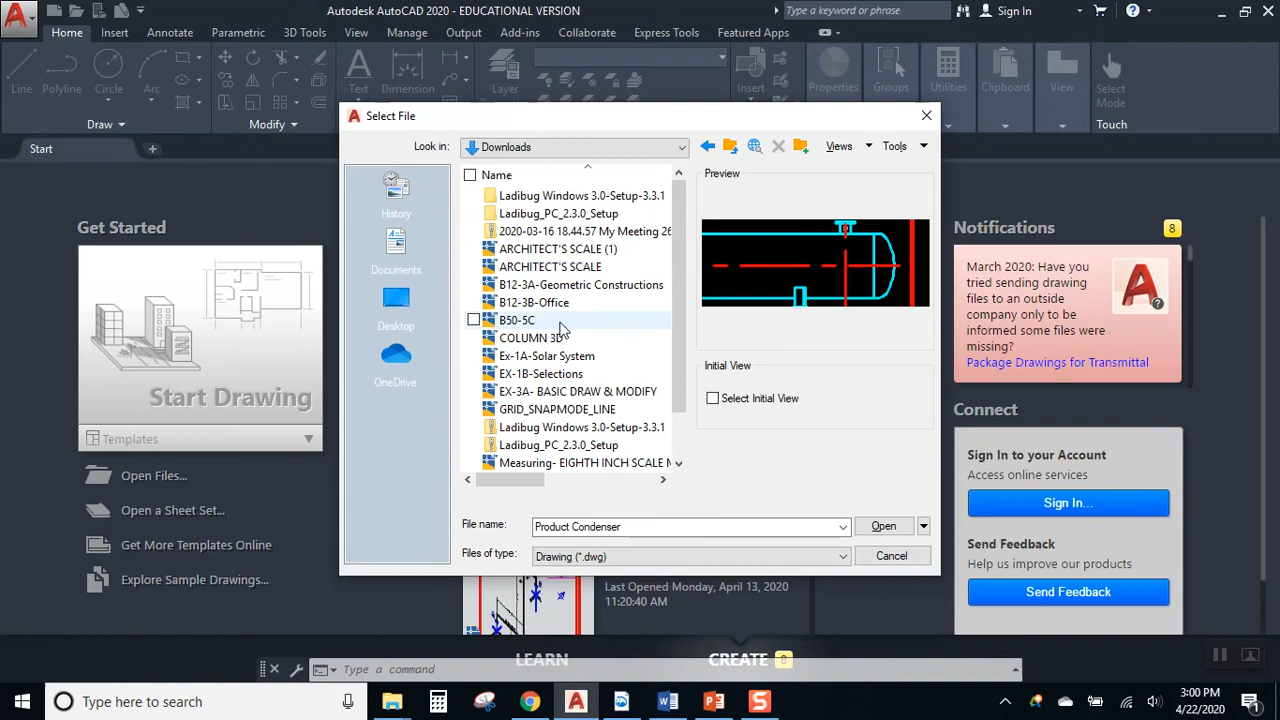 Autodesk AutoCAD 2020 - EDUCATIONAL VERSION
Type a keyword or phrase
Sign In
Home Insert Annotate Parametric 3D Tools View Manage Output Add-ins Collaborate Express Tools Featured Apps
Line Polyline Circle Arc
Text Dimension
Layer
Insert
Properties
Groups
Utilities
Clipboard
View
Select
Mode
Draw
Modify
Touch
Start
Select File
Look in:
Downloads
Views
Tools
History
Documents
Desktop
OneDrive
Name
Ladibug Windows 3.0-Setup-3.3.1
Ladibug_PC_2.3.0_Setup
2020-03-16 18.44.57 My Meeting 26
ARCHITECT'S SCALE (1)
ARCHITECT'S SCALE
B12-3A-Geometric Constructions
B12-3B-Office
B50-5C
COLUMN 3D
Ex-1A-Solar System
EX-1B-Selections
EX-3A- BASIC DRAW & MODIFY
GRID_SNAPMODE_LINE
Ladibug Windows 3.0-Setup-3.3.1
Ladibug_PC_2.3.0_Setup
Measuring- EIGHTH INCH SCALE M
Preview
Initial View
Select Initial View
File name:
Product Condenser
Open
Files of type:
Drawing (*.dwg)
Cancel
Get Started
Start Drawing
Templates
Open Files...
Open a Sheet Set...
Get More Templates Online
Explore Sample Drawings...
Last Opened Monday, April 13, 2020
11:20:40 AM
Notifications
8
March 2020: Have you
tried sending drawing
files to an outside
company only to be
informed some files were
missing?
Package Drawings for Transmittal
Connect
Sign In to your Account
Access online services
Sign In...
Send Feedback
Help us improve our products
Send Feedback
LEARN
CREATE
8
Type a command
Type here to search
3:00 PM
4/22/2020
1